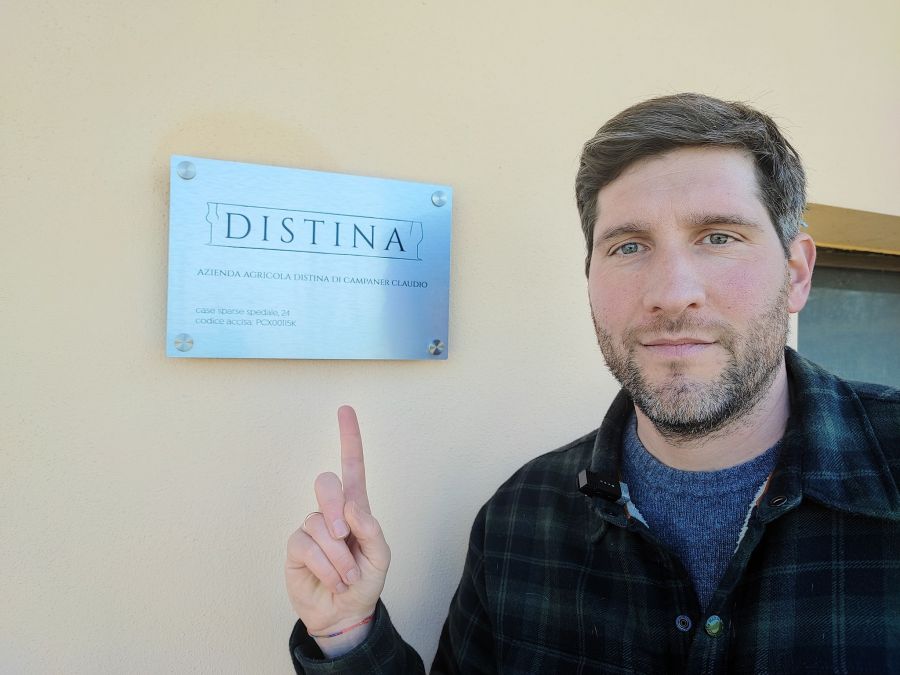 DISTINA
AZIENDA AGRICOLA DISTINA DI CAMPANER CLAUDIO
case sparse spedale, 24
codice accisa: PCX00115K